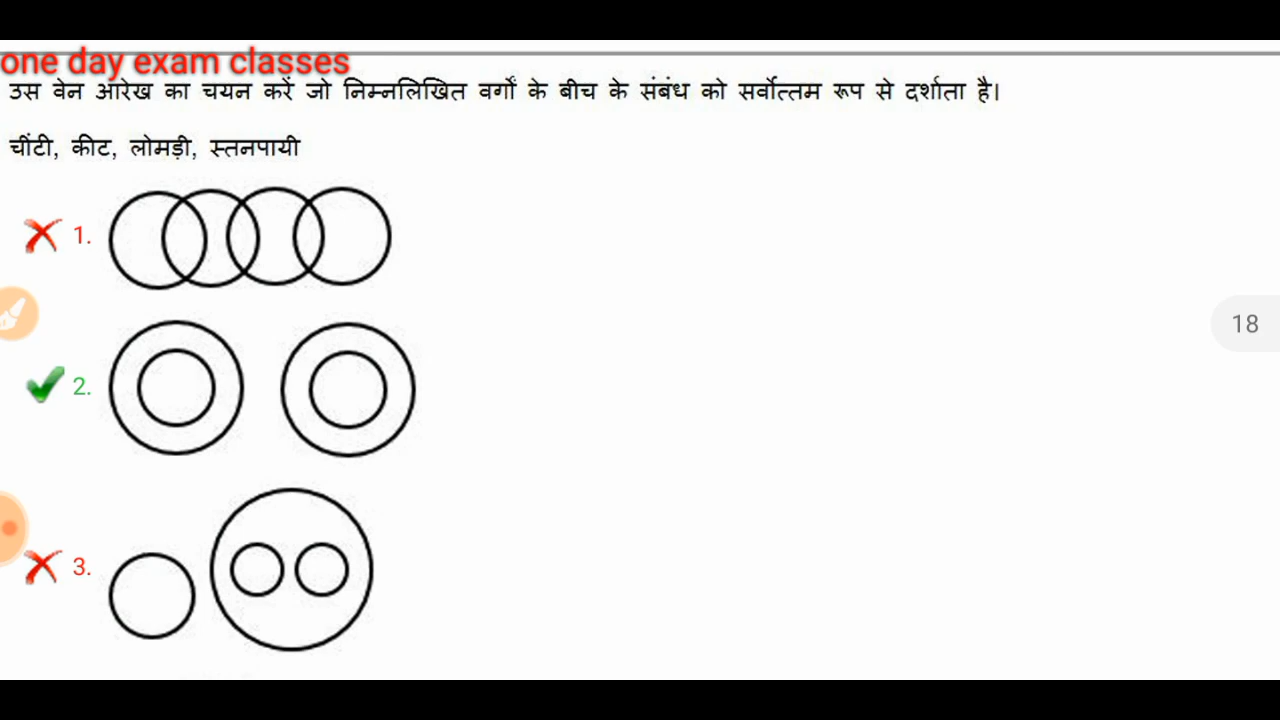 one day exam classes
उस वेन आरेख का चयन करें जो निम्नलिखित वर्गों के बीच के संबंध को सर्वोत्तम रूप से दर्शाता है।
चींटी, कीट, लोमड़ी, स्तनपायी
1.
18
2.
3.